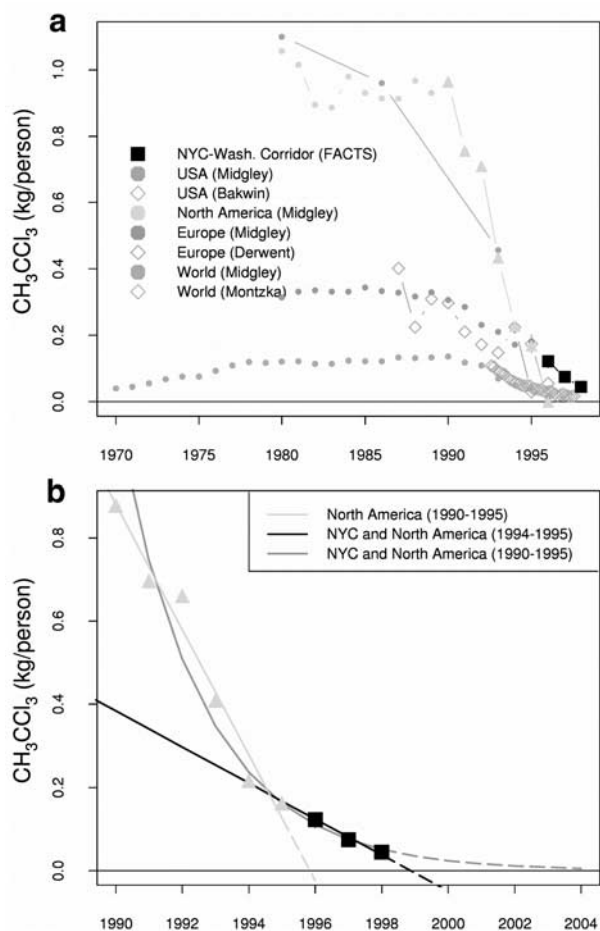 a
CH3CCl3 (kg/person)
0.0 0.2 0.4 0.6 0.8 1.0
NYC-Wash. Corridor (FACTS)
USA (Midgley)
USA (Bakwin)
North America (Midgley)
Europe (Midgley)
Europe (Derwent)
World (Midgley)
World (Montzka)
1970 1975 1980 1985 1990 1995
b
CH3CCl3 (kg/person)
0.0 0.2 0.4 0.6 0.8
North America (1990-1995)
NYC and North America (1994-1995)
NYC and North America (1990-1995)
1990 1992 1994 1996 1998 2000 2002 2004